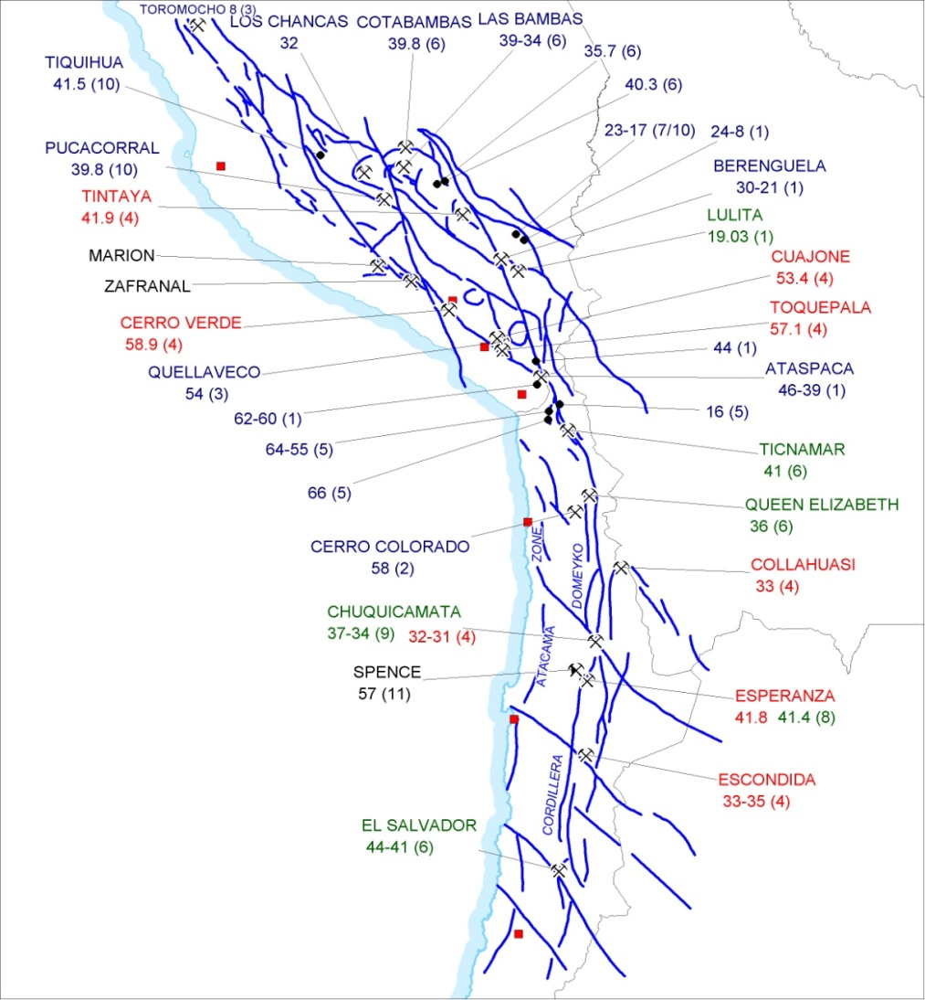 TOROMOCHO 8 (3)
LOS CHANCAS
32
COTABAMBAS
39.8 (6)
LAS BAMBAS
39-34 (6)
35.7 (6)
TIQUIHUA
41.5 (10)
40.3 (6)
23-17 (7/10)
24-8 (1)
PUCACORRAL
39.8 (10)
BERENGUELA
30-21 (1)
TINTAYA
41.9 (4)
LULITA
19.03 (1)
MARION
CUAJONE
53.4 (4)
ZAFRANAL
TOQUEPALA
57.1 (4)
CERRO VERDE
58.9 (4)
44 (1)
QUELLAVECO
54 (3)
ATASPACA
46-39 (1)
62-60 (1)
16 (5)
64-55 (5)
TICNAMAR
41 (6)
66 (5)
QUEEN ELIZABETH
36 (6)
CERRO COLORADO
58 (2)
ZONE
DOMEYKO
COLLAHUASI
33 (4)
CHUQUICAMATA
37-34 (9) 32-31 (4)
ATACAMA
SPENCE
57 (11)
ESPERANZA
41.8 41.4 (8)
CORDILLERA
ESCONDIDA
33-35 (4)
EL SALVADOR
44-41 (6)